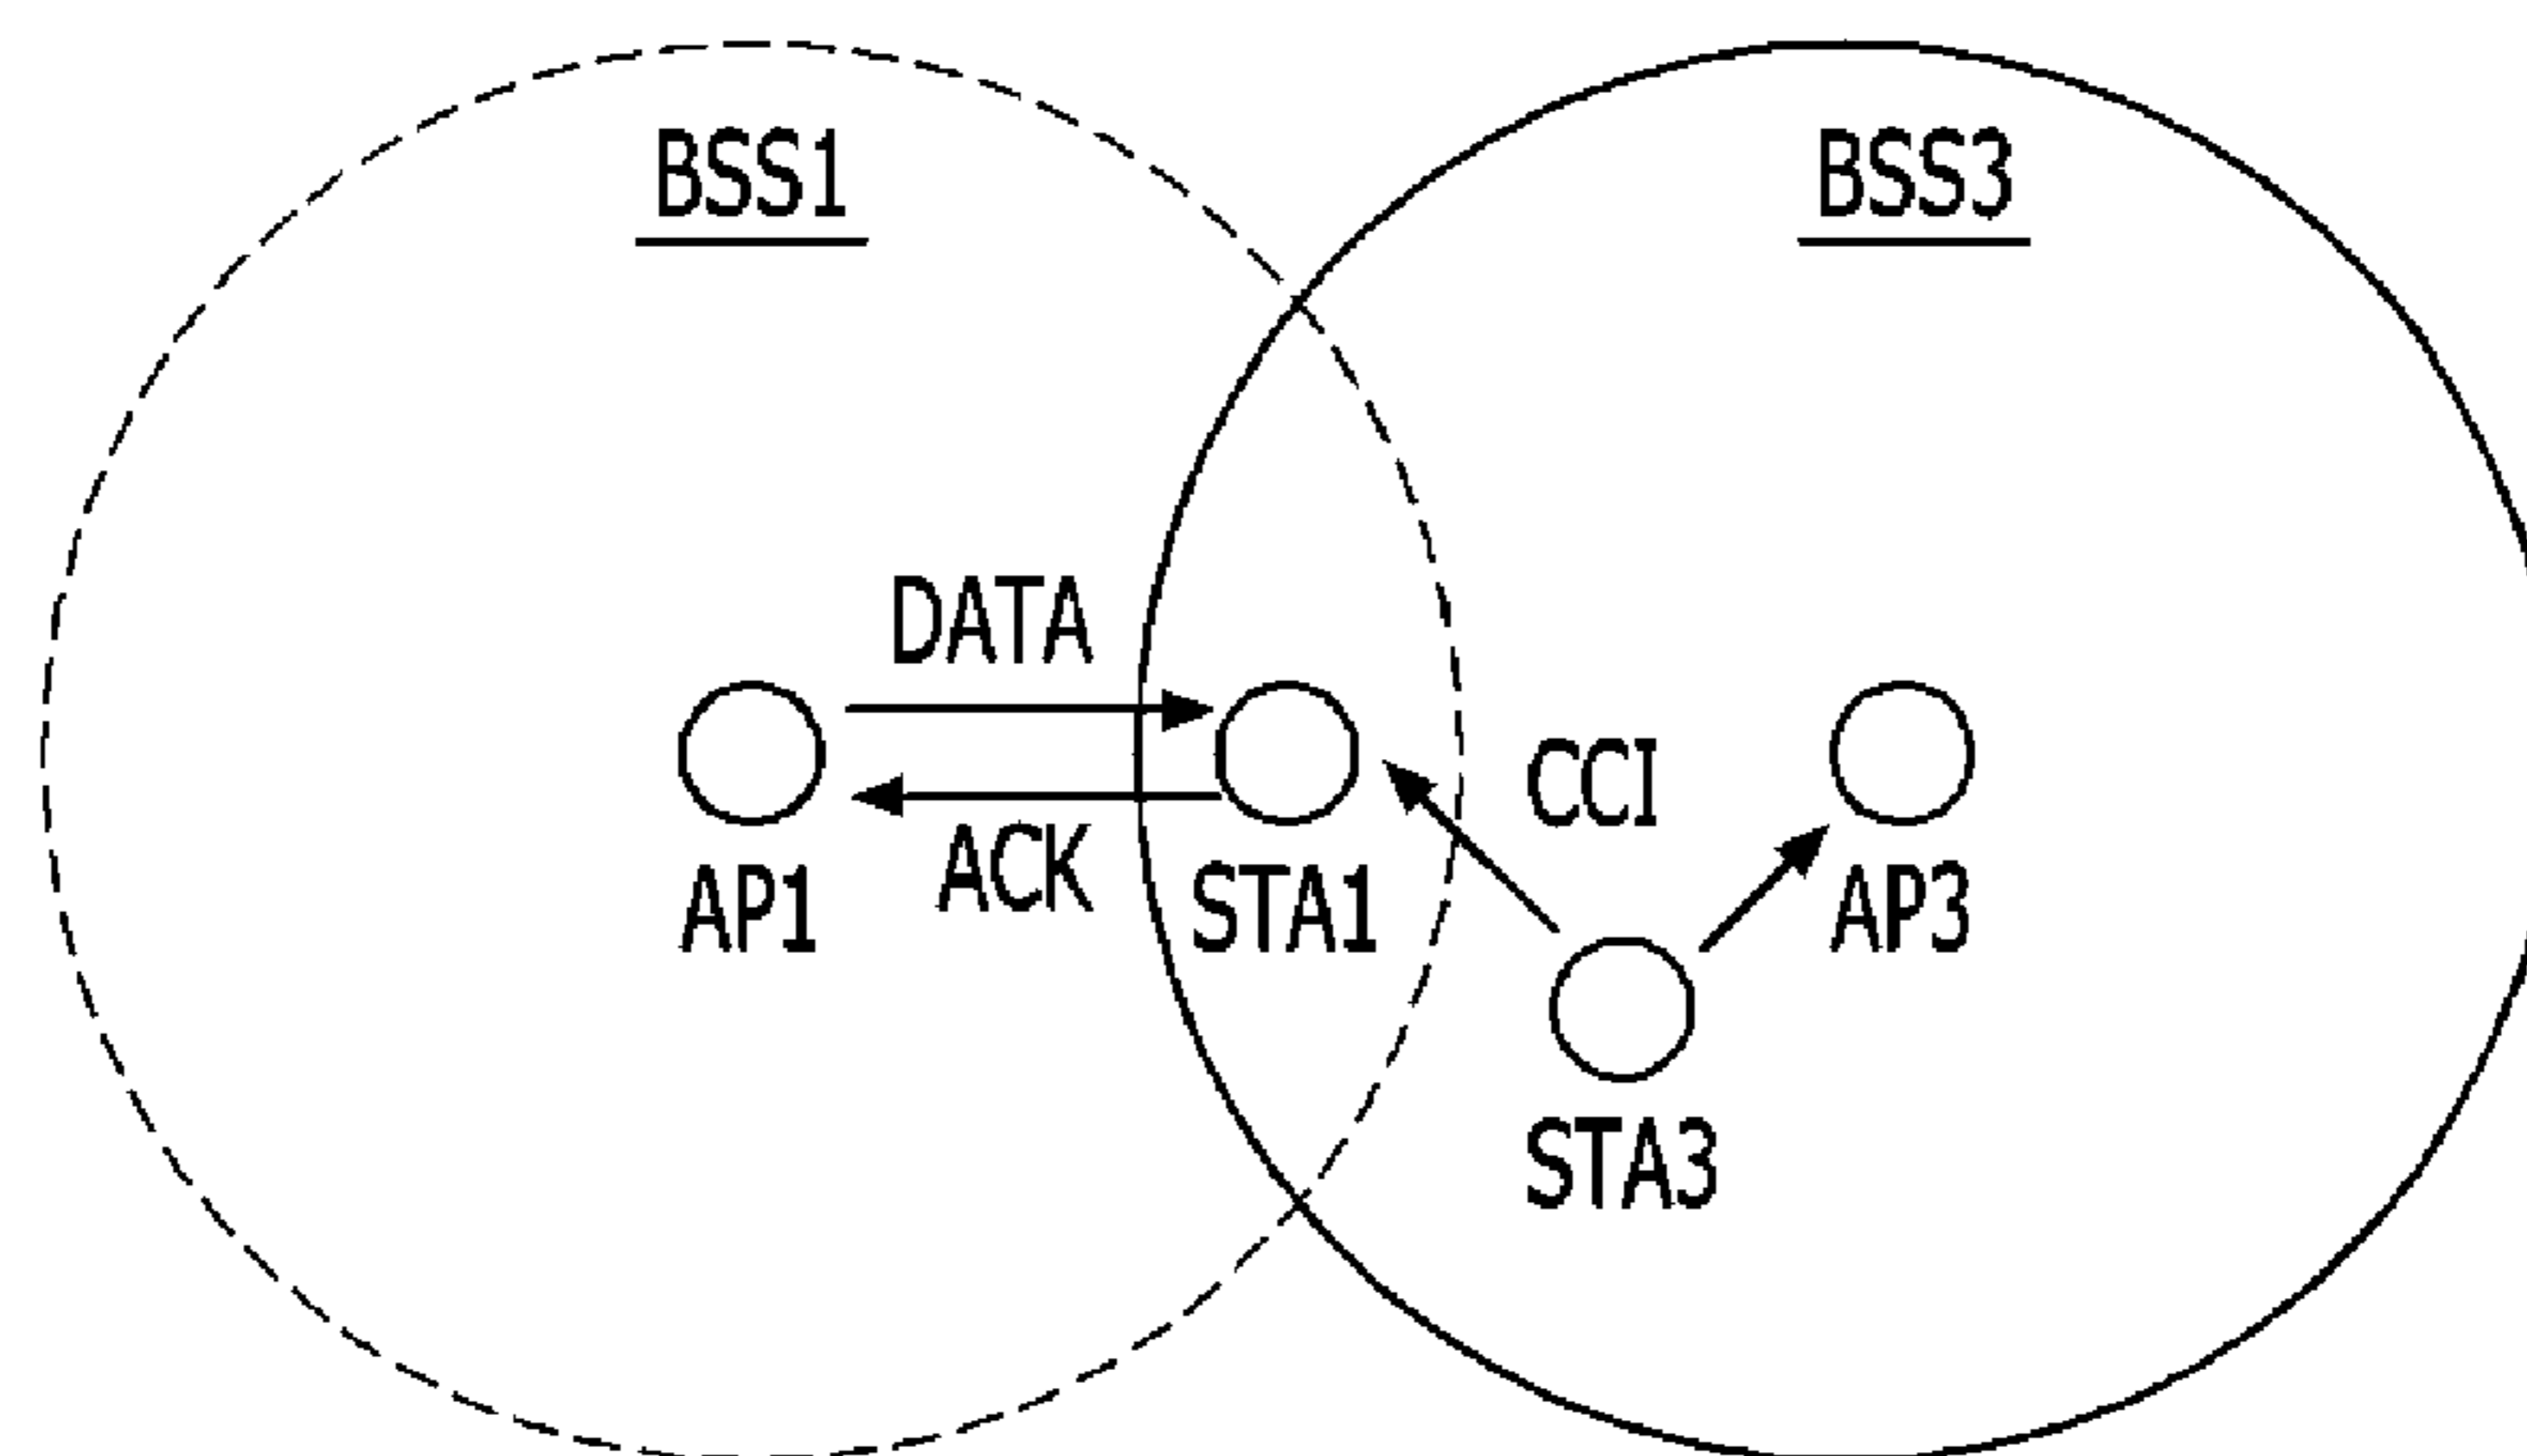 BSS1
BSS3
DATA
CCI
ACK
AP1
STA1
AP3
STA3